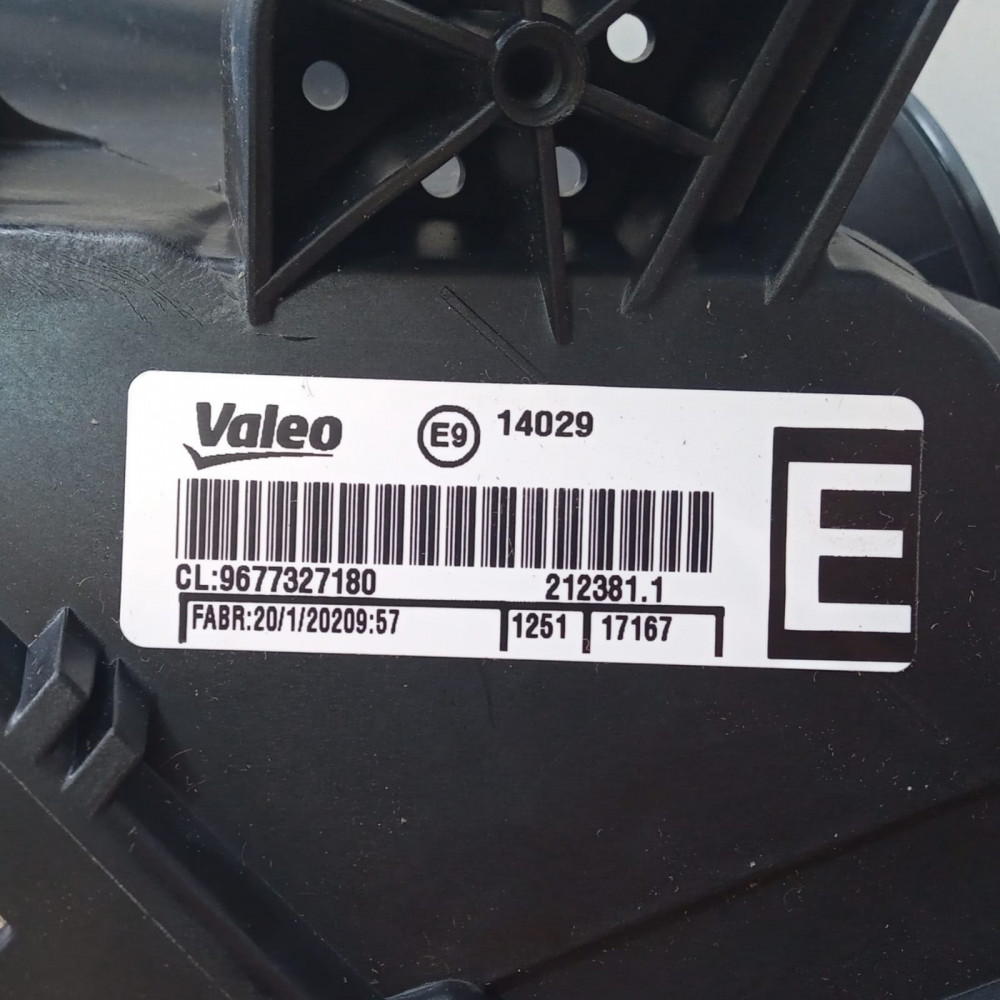 Valeo E9 14029
E
CL:9677327180 212381.1
FABR:20/1/20209:57 1251 17167